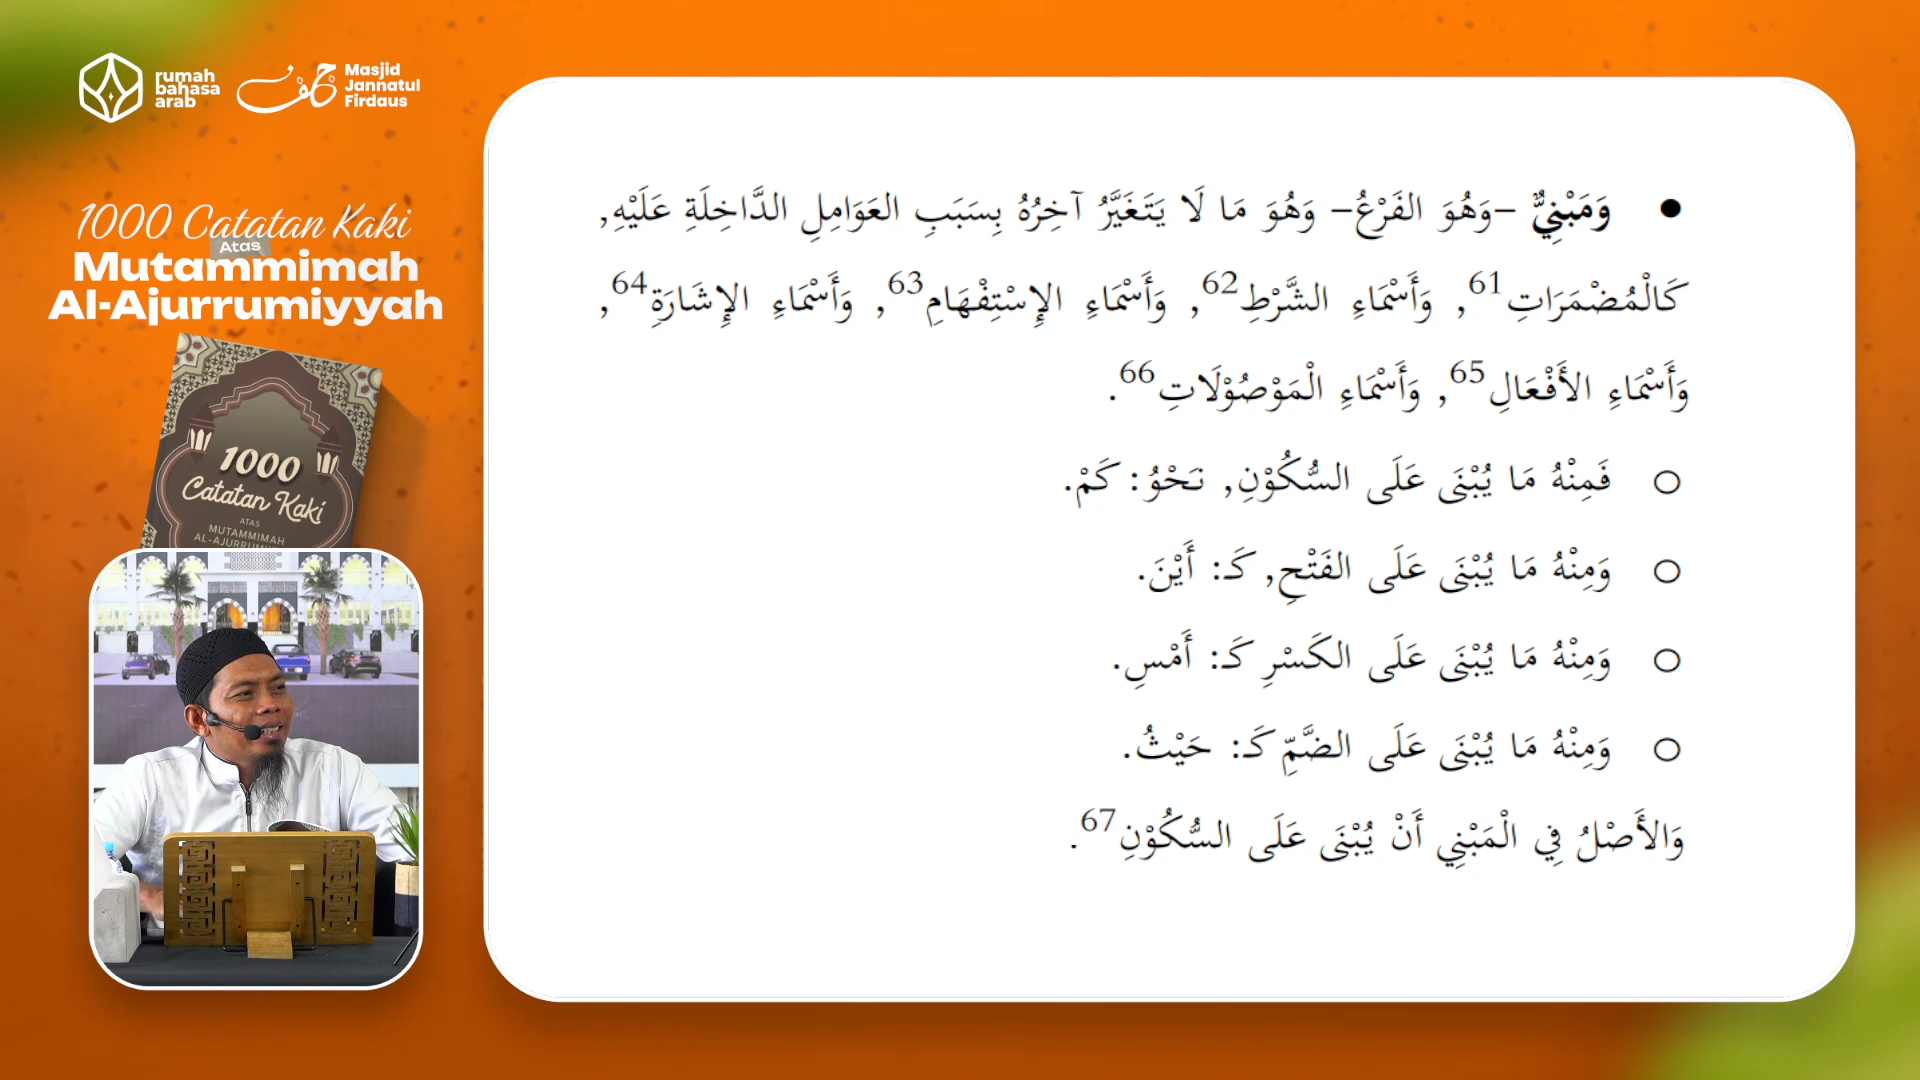 rumah
bahasa
arab
Masjid
Jannatul
Firdaus
1000 Catatan Kaki
Atas
Mutammimah
Al-Ajurrumiyyah
1000
Catatan Kaki
ATAS
MUTAMMIMAH
● وَمَبْنِيٌّ –وَهُوَ الفَرْعُ– وَهُوَ مَا لَا يَتَغَيَّرُ آخِرُهُ بِسَبَبِ العَوَامِلِ الدَّاخِلَةِ عَلَيْهِ,
كَالْمُضْمَرَاتِ61, وَأَسْمَاءِ الشَّرْطِ62, وَأَسْمَاءِ الإِسْتِفْهَامِ63, وَأَسْمَاءِ الإِشَارَةِ64,
وَأَسْمَاءِ الأَفْعَالِ65, وَأَسْمَاءِ الْمَوْصُوْلَاتِ66.
○ فَمِنْهُ مَا يُبْنَى عَلَى السُّكُوْنِ, نَحْوُ: كَمْ.
○ وَمِنْهُ مَا يُبْنَى عَلَى الفَتْحِ, كَـ: أَيْنَ.
○ وَمِنْهُ مَا يُبْنَى عَلَى الكَسْرِ كَـ: أَمْسِ.
○ وَمِنْهُ مَا يُبْنَى عَلَى الضَّمِّ كَـ: حَيْثُ.
وَالأَصْلُ فِي الْمَبْنِي أَنْ يُبْنَى عَلَى السُّكُوْنِ67.